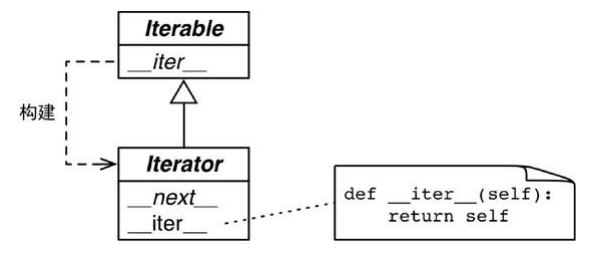 Iterable
__iter__
构建
Iterator
__next__
__iter__
def __iter__(self):
return self